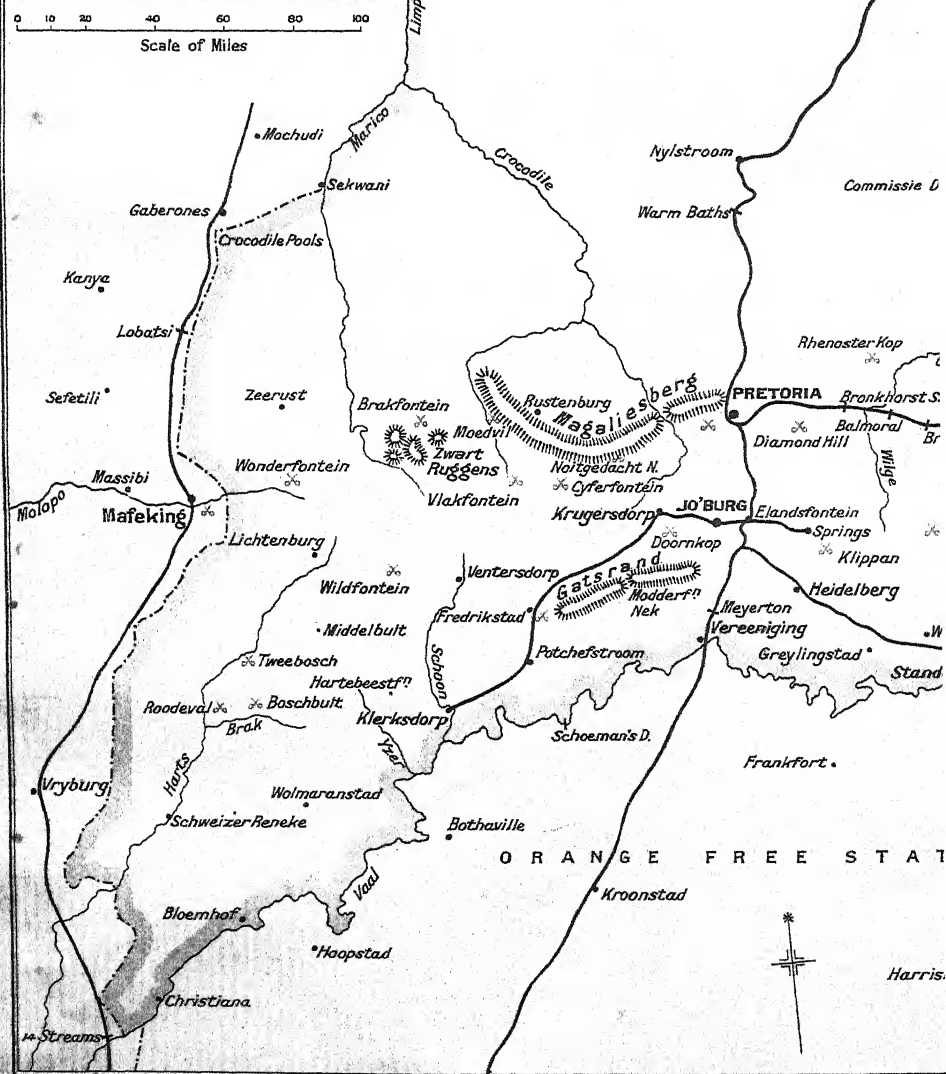 0 10 20 40 60 80 100
Scale of Miles
Limp
Marico
Crocodile
Mochudi
Sekwani
Gaberones
Crocodile Pools
Kanya
Lobatsi
Sefetili
Zeerust
Nylstroom
Commissie D
Warm Baths
Rhenoster Kop
Brakfontein
Moedvil
Zwart
Ruggens
Rustenburg
Magaliesberg
PRETORIA
Bronkhorst S.
Balmoral
Br
Diamond Hill
Wilge
Wonderfontein
Vlakfontein
Noitgedacht N.
Cyferfontein
Massibi
Molopo
Mafeking
Krugersdorp
JO'BURG
Elandsfontein
Springs
Doornkop
Klippan
Lichtenburg
Wildfontein
Ventersdorp
Gatsrand
Modderfn
Nek
Heidelberg
Fredrikstad
Meyerton
Vereeniging
Middelbult
Potchefstroom
Greylingstad
W
Stand
Tweebosch
Hartebeestfn
Schoon
Roodeval
Boschbult
Brak
Klerksdorp
Yzer
Schoeman's D.
Frankfort
Vryburg
Harts
Wolmaranstad
Schweizer Reneke
Bothaville
ORANGE FREE STAT
Vaal
Kroonstad
Bloemhof
Hoopstad
Harris
Christiana
14 Streams